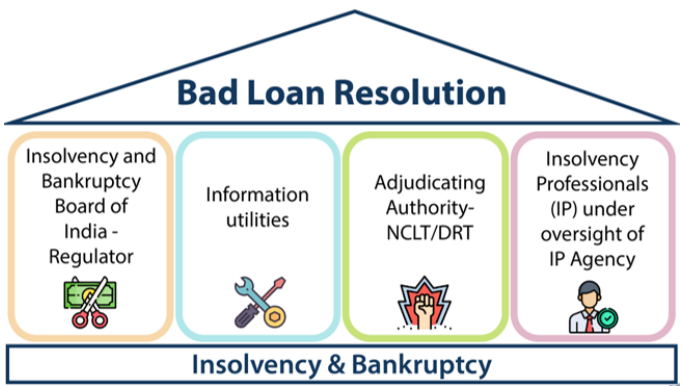 Bad Loan Resolution
Insolvency and
Bankruptcy
Board of
India -
Regulator
Information
utilities
Adjudicating
Authority-
NCLT/DRT
Insolvency
Professionals
(IP) under
oversight of
IP Agency
Insolvency & Bankruptcy